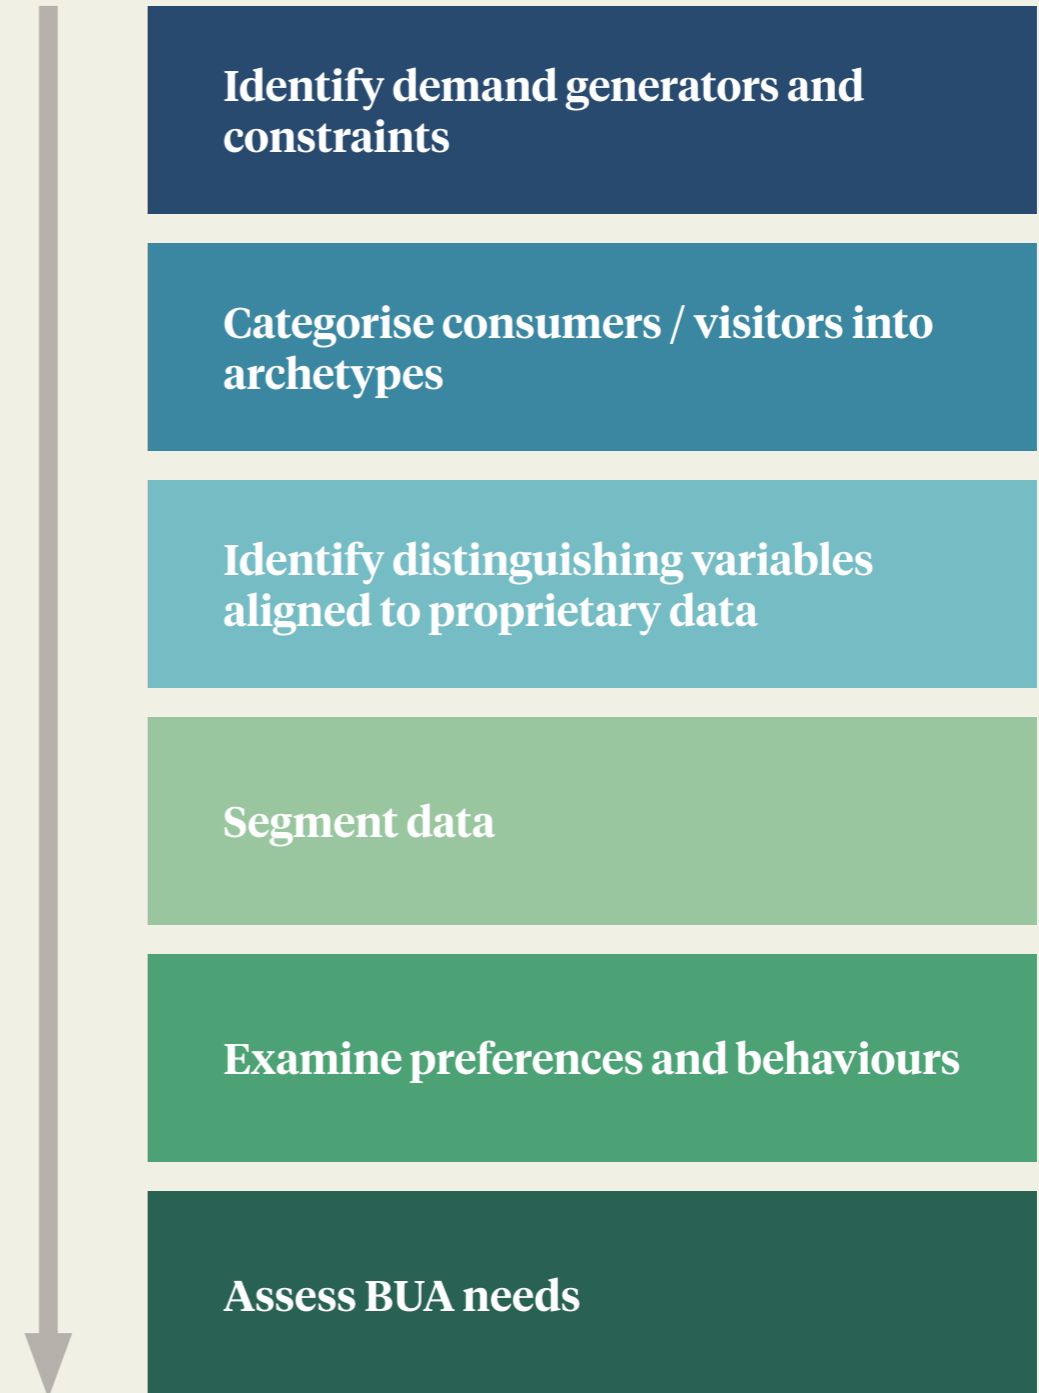 Identify demand generators and
constraints
Categorise consumers / visitors into
archetypes
Identify distinguishing variables
aligned to proprietary data
Segment data
Examine preferences and behaviours
Assess BUA needs